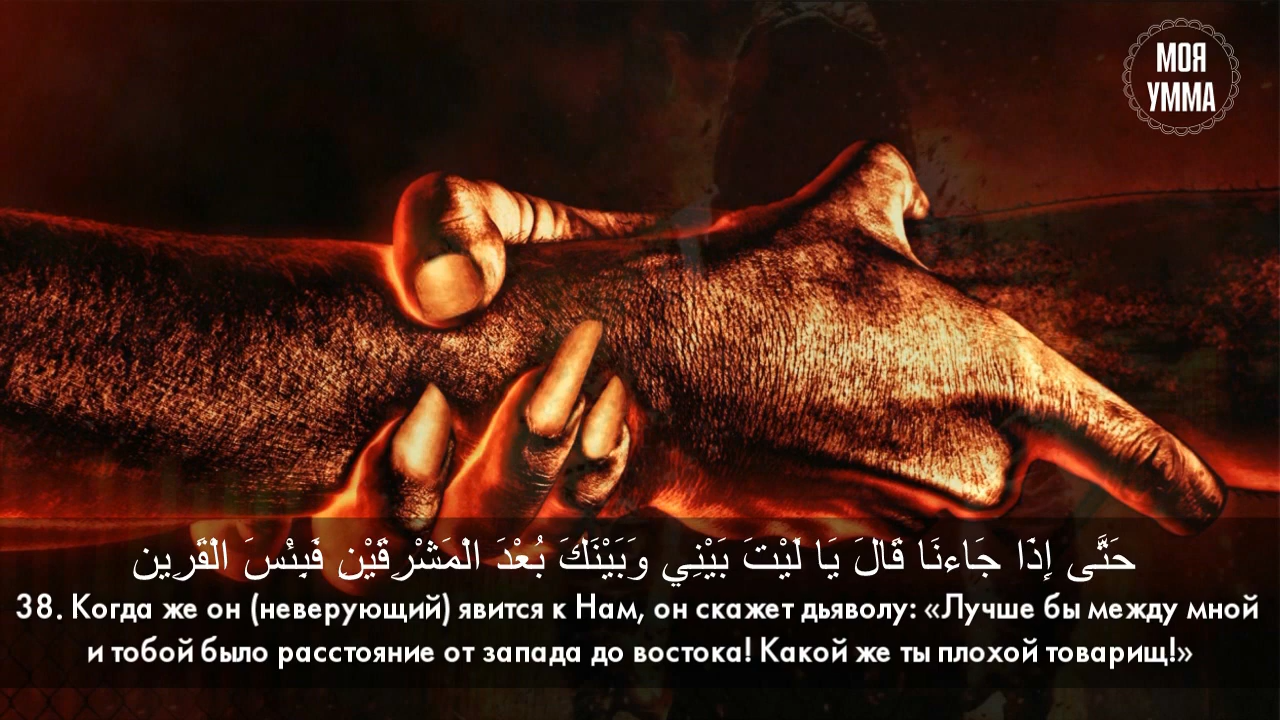 МОЯ
УММА
حَتَّى إِذَا جَاءنَا قَالَ يَا لَيْتَ بَيْنِي وَبَيْنَكَ بُعْدَ الْمَشْرِقَيْنِ فَبِئْسَ الْقَرِين
38. Когда же он (неверующий) явится к Нам, он скажет дьяволу: «Лучше бы между мной
и тобой было расстояние от запада до востока! Какой же ты плохой товарищ!»